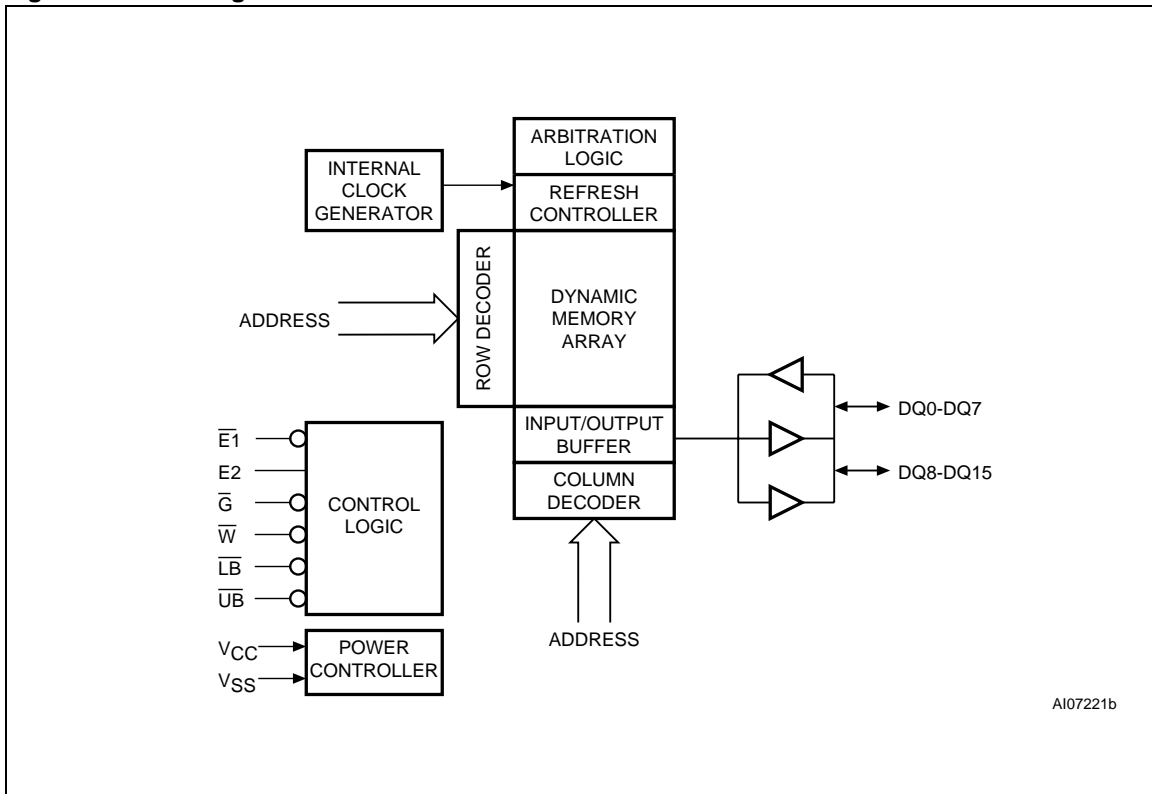 ARBITRATION
LOGIC
INTERNAL
CLOCK
GENERATOR
REFRESH
CONTROLLER
ADDRESS
ROW DECODER
DYNAMIC
MEMORY
ARRAY
INPUT/OUTPUT
BUFFER
COLUMN
DECODER
DQ0-DQ7
DQ8-DQ15
E1
E2
G
W
LB
UB
CONTROL
LOGIC
ADDRESS
VCC
VSS
POWER
CONTROLLER
AI07221b